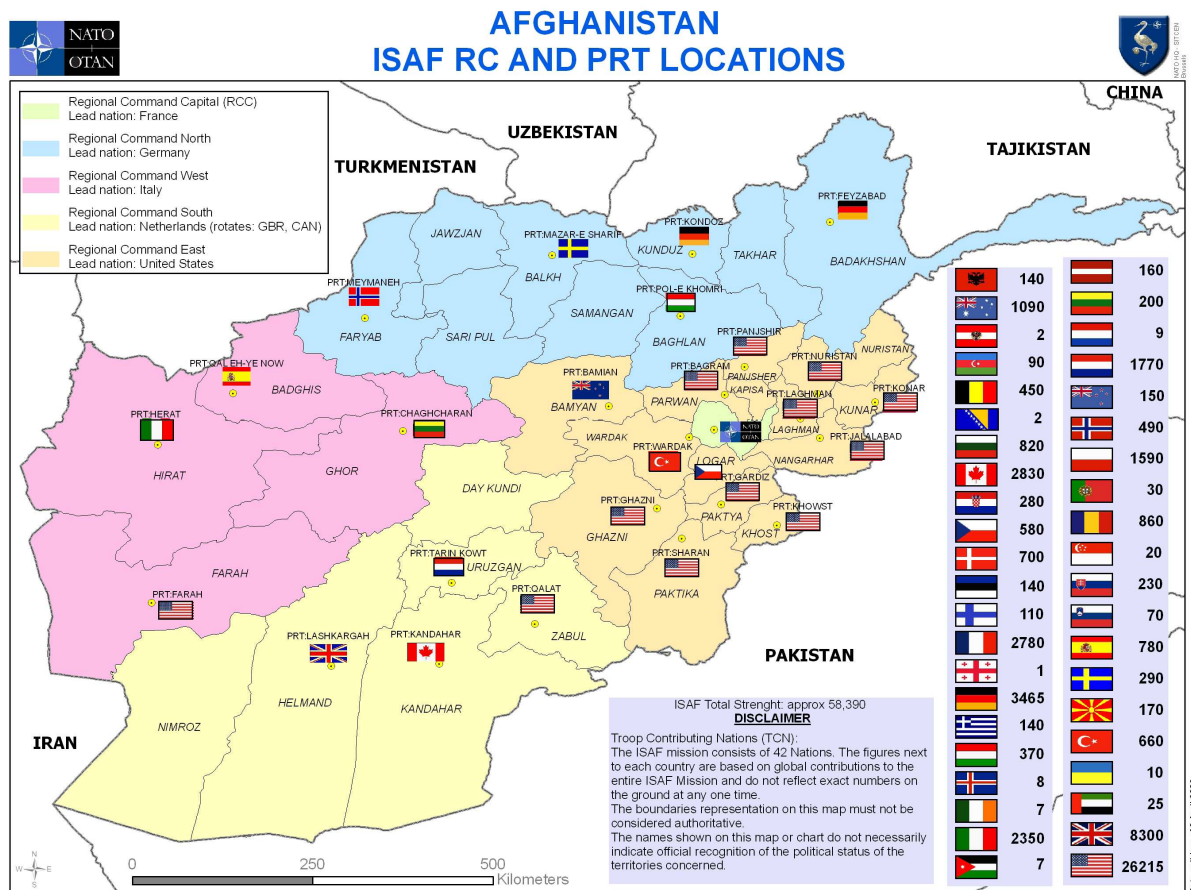 NATO
OTAN
AFGHANISTAN
ISAF RC AND PRT LOCATIONS
NATO HQ - SITCEN
Brussels
Regional Command Capital (RCC)
Lead nation: France
Regional Command North
Lead nation: Germany
Regional Command West
Lead nation: Italy
Regional Command South
Lead nation: Netherlands (rotates: GBR, CAN)
Regional Command East
Lead nation: United States
CHINA
UZBEKISTAN
TAJIKISTAN
TURKMENISTAN
PRT:FEYZABAD
PRT:KONDOZ
JAWZJAN
PRT:MAZAR-E SHARIF
KUNDUZ
TAKHAR
BADAKHSHAN
BALKH
PRT:MEYMANEH
PRT:POL-E KHOMRI
SAMANGAN
FARYAB
SARI PUL
BAGHLAN
PRT:PANJSHIR
NURISTAN
PRT:NURISTAN
PRT:QAL'EH-YE NOW
BADGHIS
PRT:BAMIAN
PRT:BAGRAM
PANJSHER
KAPISA
PRT:KONAR
PRT:LAGHMAN
PARWAN
BAMYAN
KUNAR
PRT:HERAT
PRT:CHAGHCHARAN
LAGHMAN
NATO
OTAN
WARDAK
PRT:JALALABAD
PRT:WARDAK
NANGARHAR
LOGAR
HIRAT
GHOR
PRT:GARDIZ
DAY KUNDI
PRT:GHAZNI
PRT:KHOWST
PAKTYA
KHOST
GHAZNI
PRT:TARIN KOWT
PRT:SHARAN
URUZGAN
FARAH
PRT:FARAH
PRT:QALAT
PAKTIKA
PRT:LASHKARGAH
PRT:KANDAHAR
ZABUL
PAKISTAN
HELMAND
KANDAHAR
NIMROZ
IRAN
ISAF Total Strenght: approx 58,390
DISCLAIMER
Troop Contributing Nations (TCN):
The ISAF mission consists of 42 Nations. The figures next
to each country are based on global contributions to the
entire ISAF Mission and do not reflect exact numbers on
the ground at any one time.
The boundaries representation on this map must not be
considered authoritative.
The names shown on this map or chart do not necessarily
indicate official recognition of the political status of the
territories concerned.
140
1090
2
90
450
2
820
2830
280
580
700
140
110
2780
1
3465
140
370
8
7
2350
7
160
200
9
1770
150
490
1590
30
860
20
230
70
780
290
170
660
10
25
8300
26215
N
W
E
S
0
250
500
Kilometers